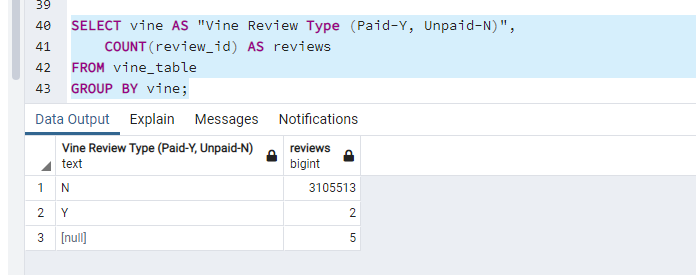 39
40 SELECT vine AS "Vine Review Type (Paid-Y, Unpaid-N)",
41 COUNT(review_id) AS reviews
42 FROM vine_table
43 GROUP BY vine;
Data Output Explain Messages Notifications
Vine Review Type (Paid-Y, Unpaid-N) reviews
text bigint
1 N 3105513
2 Y 2
3 [null] 5